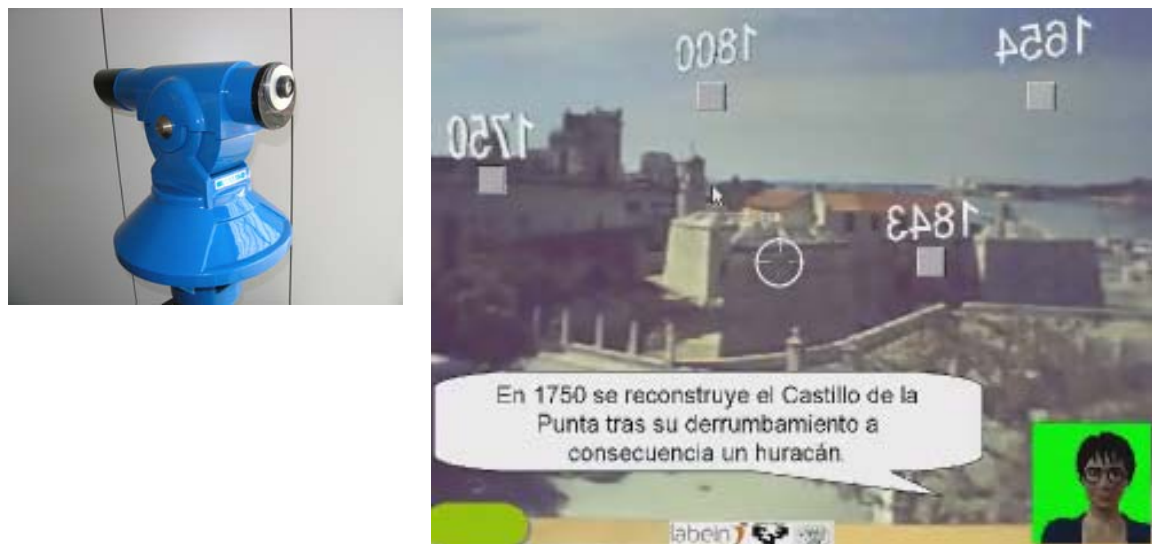 1800
1654
1750
1843
En 1750 se reconstruye el Castillo de la
Punta tras su derrumbamiento a
consecuencia un huracán.
labein